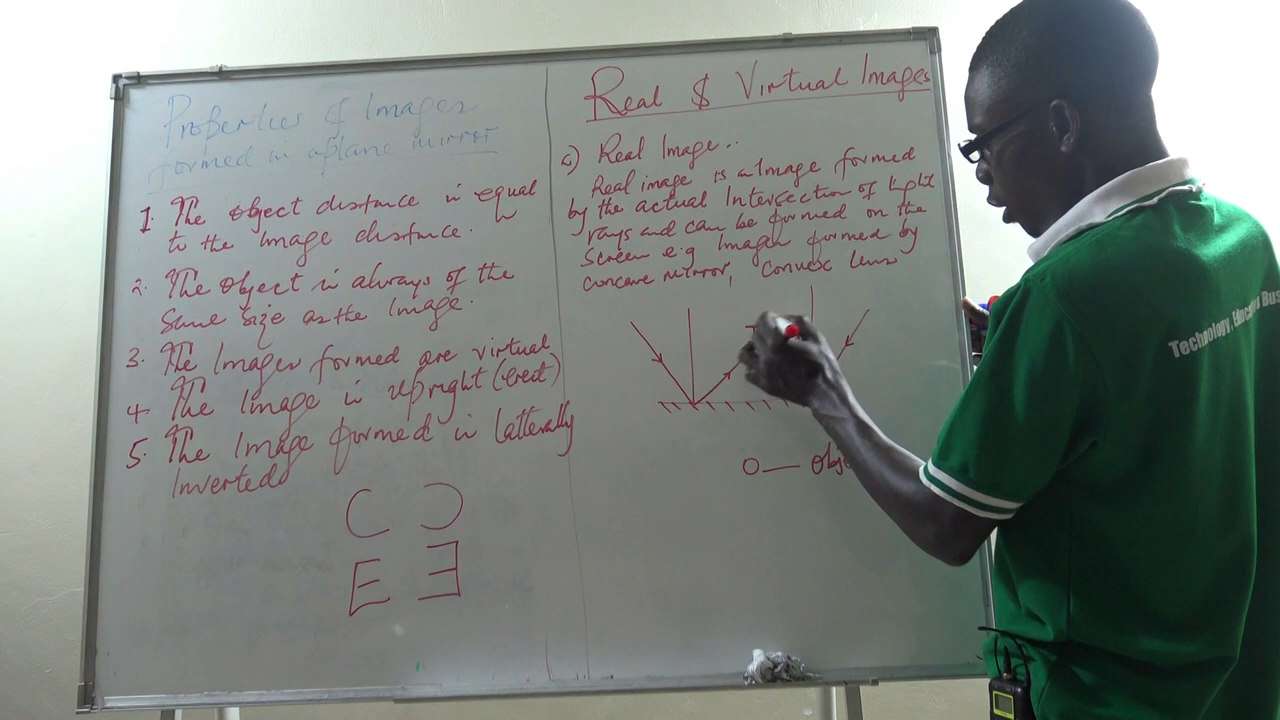 Properties of Images
formed in a plane mirror
1. The object distance is equal
to the Image distance.
2. The object is always of the
same size as the Image.
3. The Images formed are virtual
4 The Image is upright (erect)
5. The Image formed is latterally
Inverted
C Ɔ
E Ǝ
Real $ Virtual Images
a) Real Image..
Real image is a Image formed
by the actual Intersection of light
rays and can be formed on the
screen e.g Images formed by
concave mirror, convex lens
O— Obje
Technology, Education